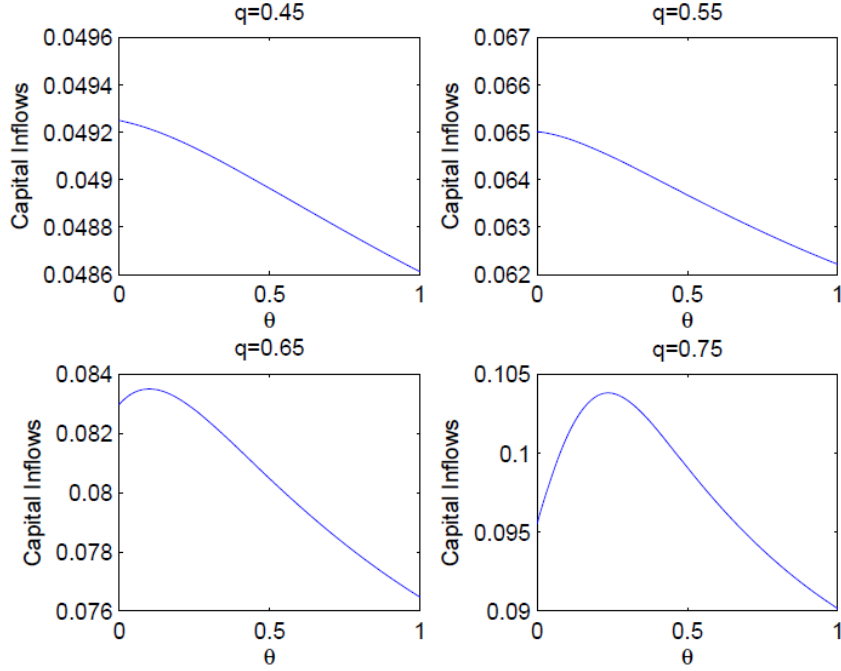 q=0.45
0.0496
0.0494
0.0492
0.049
0.0488
0.0486
Capital Inflows
0 0.5 1
θ
q=0.55
0.067
0.066
0.065
0.064
0.063
0.062
Capital Inflows
0 0.5 1
θ
q=0.65
0.084
0.082
0.08
0.078
0.076
Capital Inflows
0 0.5 1
θ
q=0.75
0.105
0.1
0.095
0.09
Capital Inflows
0 0.5 1
θ